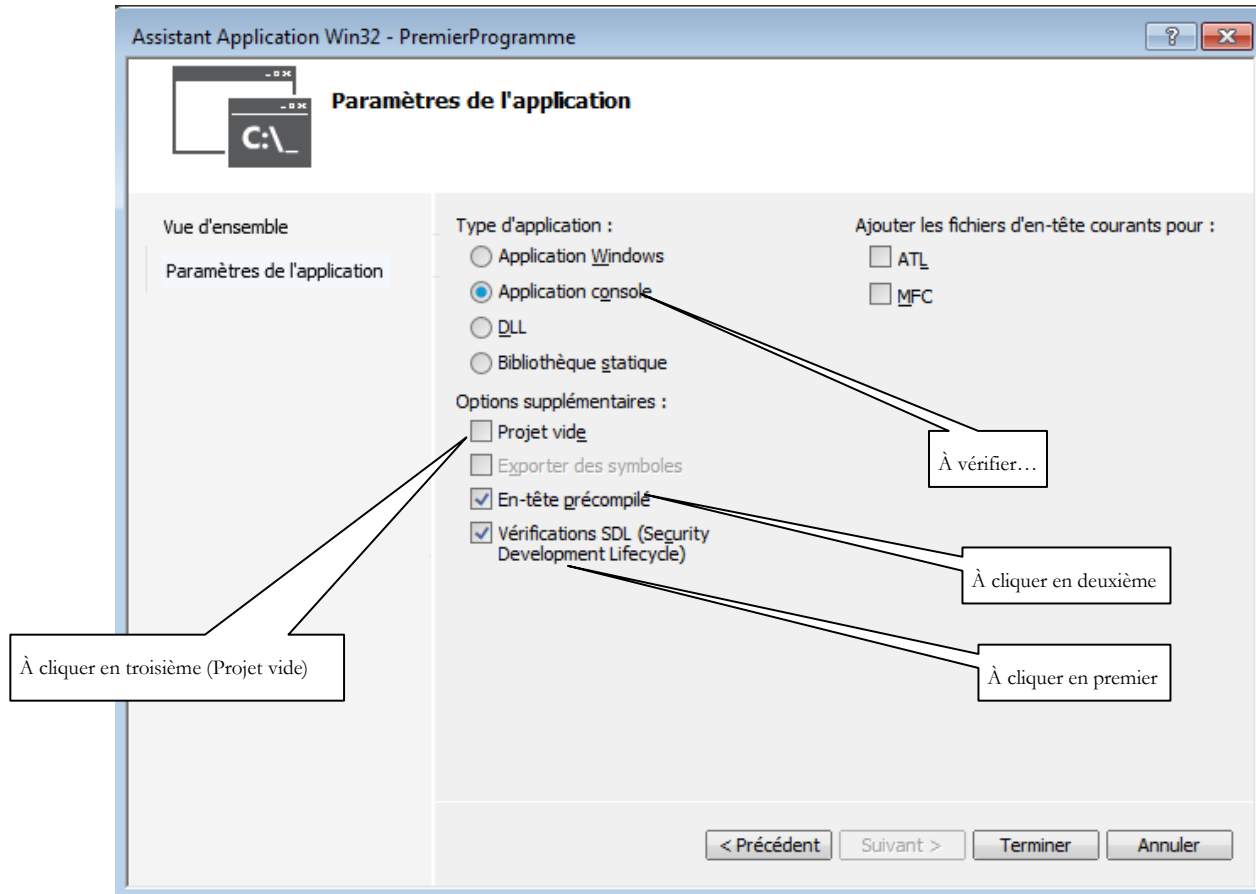 Assistant Application Win32 - PremierProgramme
C:\_
Paramètres de l'application
Vue d'ensemble
Paramètres de l'application
Type d'application :
Application Windows
Application console
DLL
Bibliothèque statique
Options supplémentaires :
Projet vide
Exporter des symboles
En-tête précompilé
Vérifications SDL (Security
Development Lifecycle)
Ajouter les fichiers d'en-tête courants pour :
ATL
MFC
À vérifier…
À cliquer en deuxième
À cliquer en troisième (Projet vide)
À cliquer en premier
< Précédent
Suivant >
Terminer
Annuler